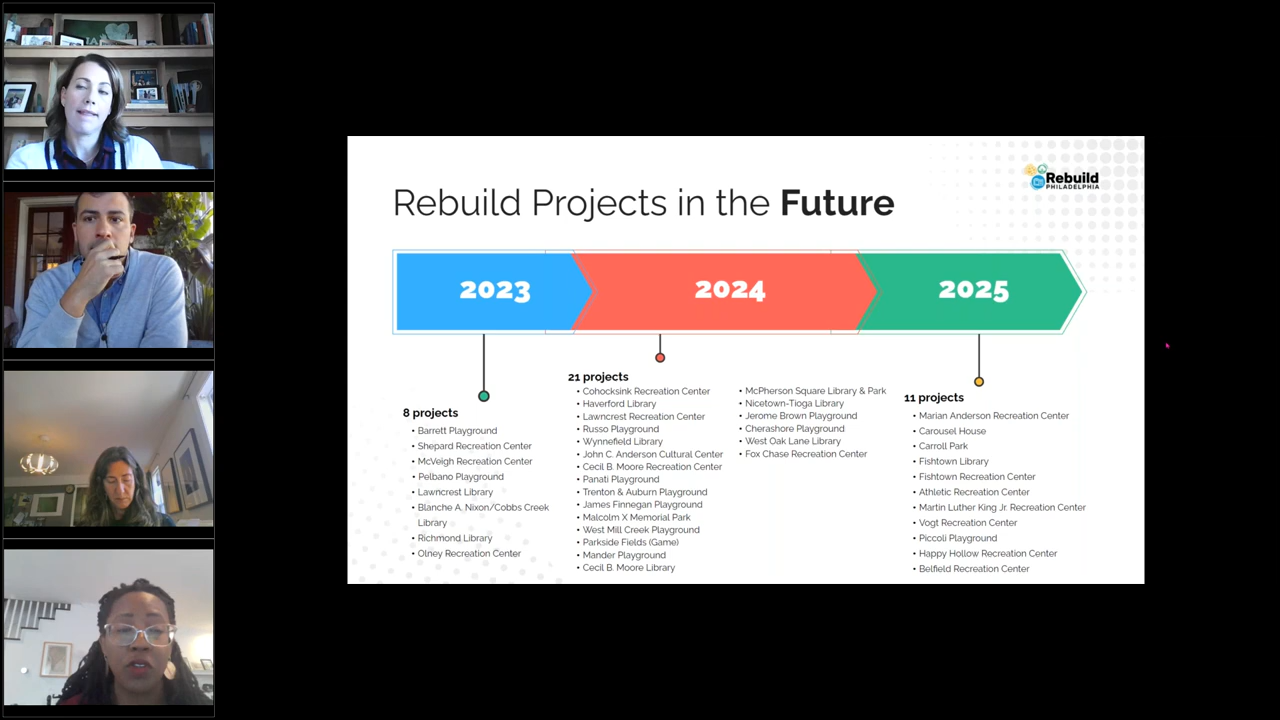 Rebuild
PHILADELPHIA
Rebuild Projects in the Future
2023
2024
2025
8 projects
• Barrett Playground
• Shepard Recreation Center
• McVeigh Recreation Center
• Pelbano Playground
• Lawncrest Library
• Blanche A. Nixon/Cobbs Creek
Library
• Richmond Library
• Olney Recreation Center
21 projects
• Cohocksink Recreation Center
• Haverford Library
• Lawncrest Recreation Center
• Russo Playground
• Wynnefield Library
• John C. Anderson Cultural Center
• Cecil B. Moore Recreation Center
• Panati Playground
• Trenton & Auburn Playground
• James Finnegan Playground
• Malcolm X Memorial Park
• West Mill Creek Playground
• Parkside Fields (Game)
• Mander Playground
• Cecil B. Moore Library
• McPherson Square Library & Park
• Nicetown-Tioga Library
• Jerome Brown Playground
• Cherashore Playground
• West Oak Lane Library
• Fox Chase Recreation Center
11 projects
• Marian Anderson Recreation Center
• Carousel House
• Carroll Park
• Fishtown Library
• Fishtown Recreation Center
• Athletic Recreation Center
• Martin Luther King Jr. Recreation Center
• Vogt Recreation Center
• Piccoli Playground
• Happy Hollow Recreation Center
• Belfield Recreation Center